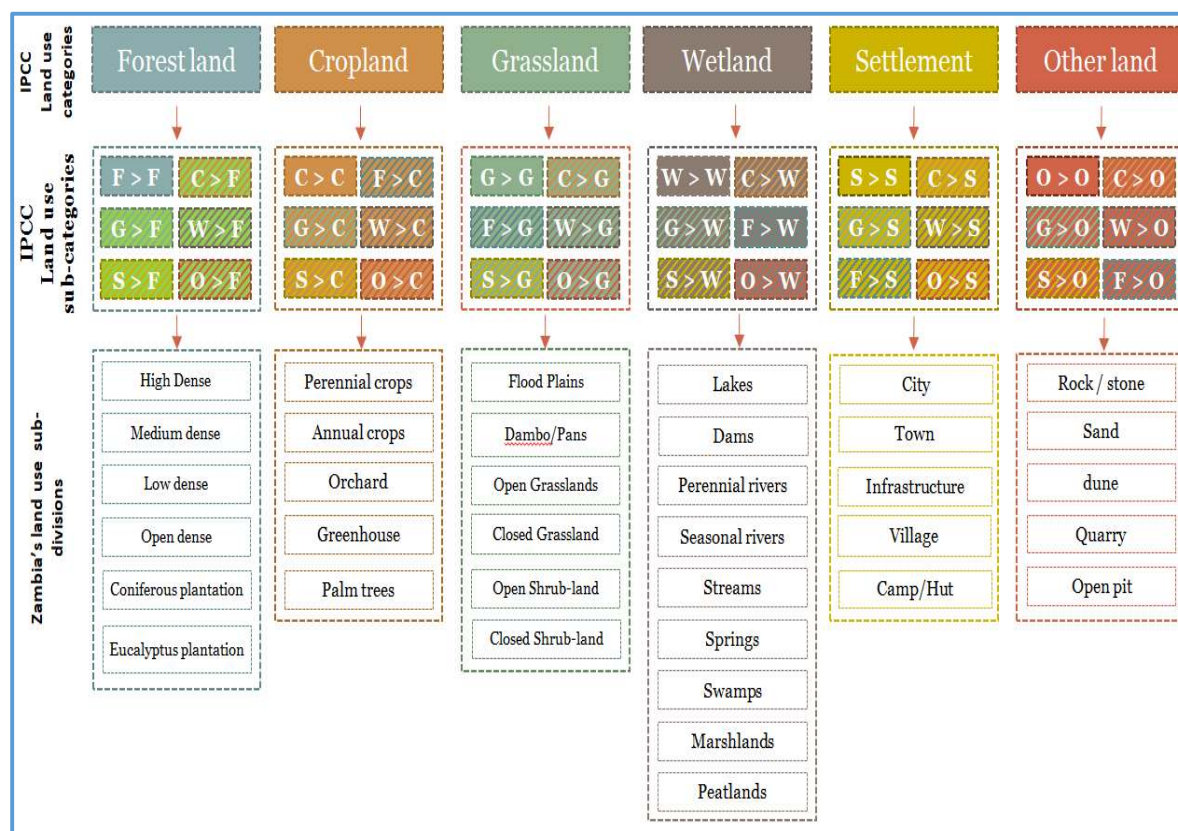 IPCC
Land use
categories
Forest land
Cropland
Grassland
Wetland
Settlement
Other land
IPCC
Land use
sub-categories
F > F C > F
G > F W > F
S > F O > F
C > C F > C
G > C W > C
S > C O > C
G > G C > G
F > G W > G
S > G O > G
W > W C > W
G > W F > W
S > W O > W
S > S C > S
G > S W > S
F > S O > S
O > O C > O
G > O W > O
S > O F > O
Zambia's land use sub-
divisions
High Dense
Medium dense
Low dense
Open dense
Coniferous plantation
Eucalyptus plantation
Perennial crops
Annual crops
Orchard
Greenhouse
Palm trees
Flood Plains
Dambo/Pans
Open Grasslands
Closed Grassland
Open Shrub-land
Closed Shrub-land
Lakes
Dams
Perennial rivers
Seasonal rivers
Streams
Springs
Swamps
Marshlands
Peatlands
City
Town
Infrastructure
Village
Camp/Hut
Rock / stone
Sand
dune
Quarry
Open pit